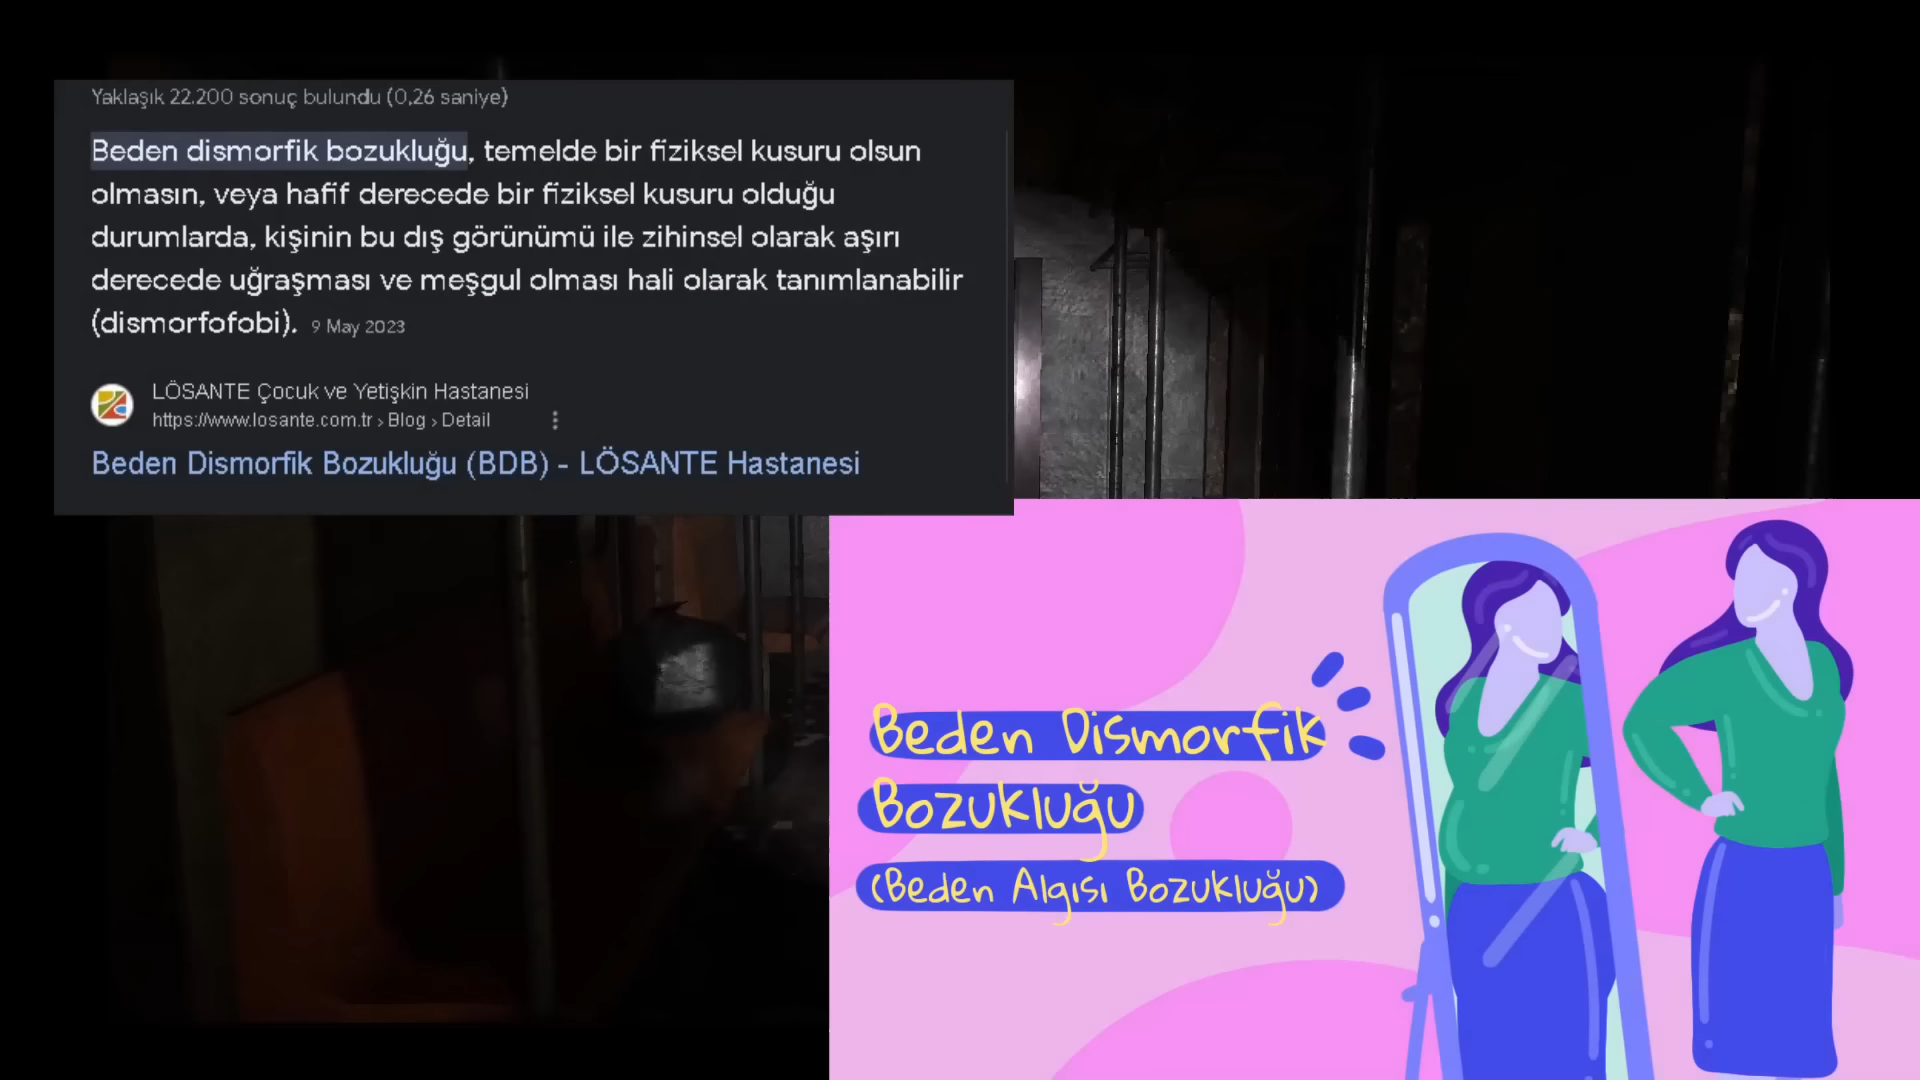 Yaklaşık 22.200 sonuç bulundu (0,26 saniye)
Beden dismorfik bozukluğu, temelde bir fiziksel kusuru olsun
olmasın, veya hafif derecede bir fiziksel kusuru olduğu
durumlarda, kişinin bu dış görünümü ile zihinsel olarak aşırı
derecede uğraşması ve meşgul olması hali olarak tanımlanabilir
(dismorfofobi). 9 May 2023
LÖSANTE Çocuk ve Yetişkin Hastanesi
https://www.losante.com.tr › Blog › Detail
Beden Dismorfik Bozukluğu (BDB) - LÖSANTE Hastanesi
Beden Dismorfik
Bozukluğu
(Beden Algısı Bozukluğu)